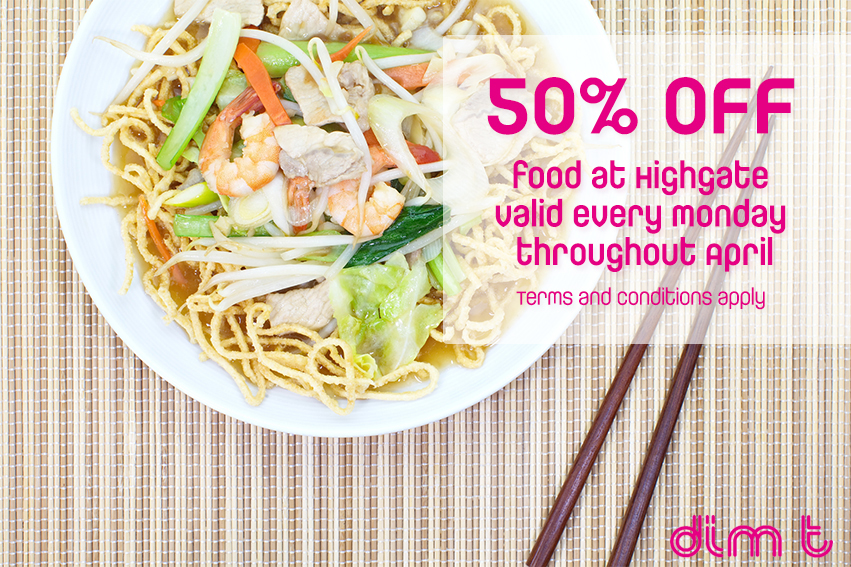 50% OFF
food at Highgate
valid every Monday
throughout April
Terms and conditions apply
dim t